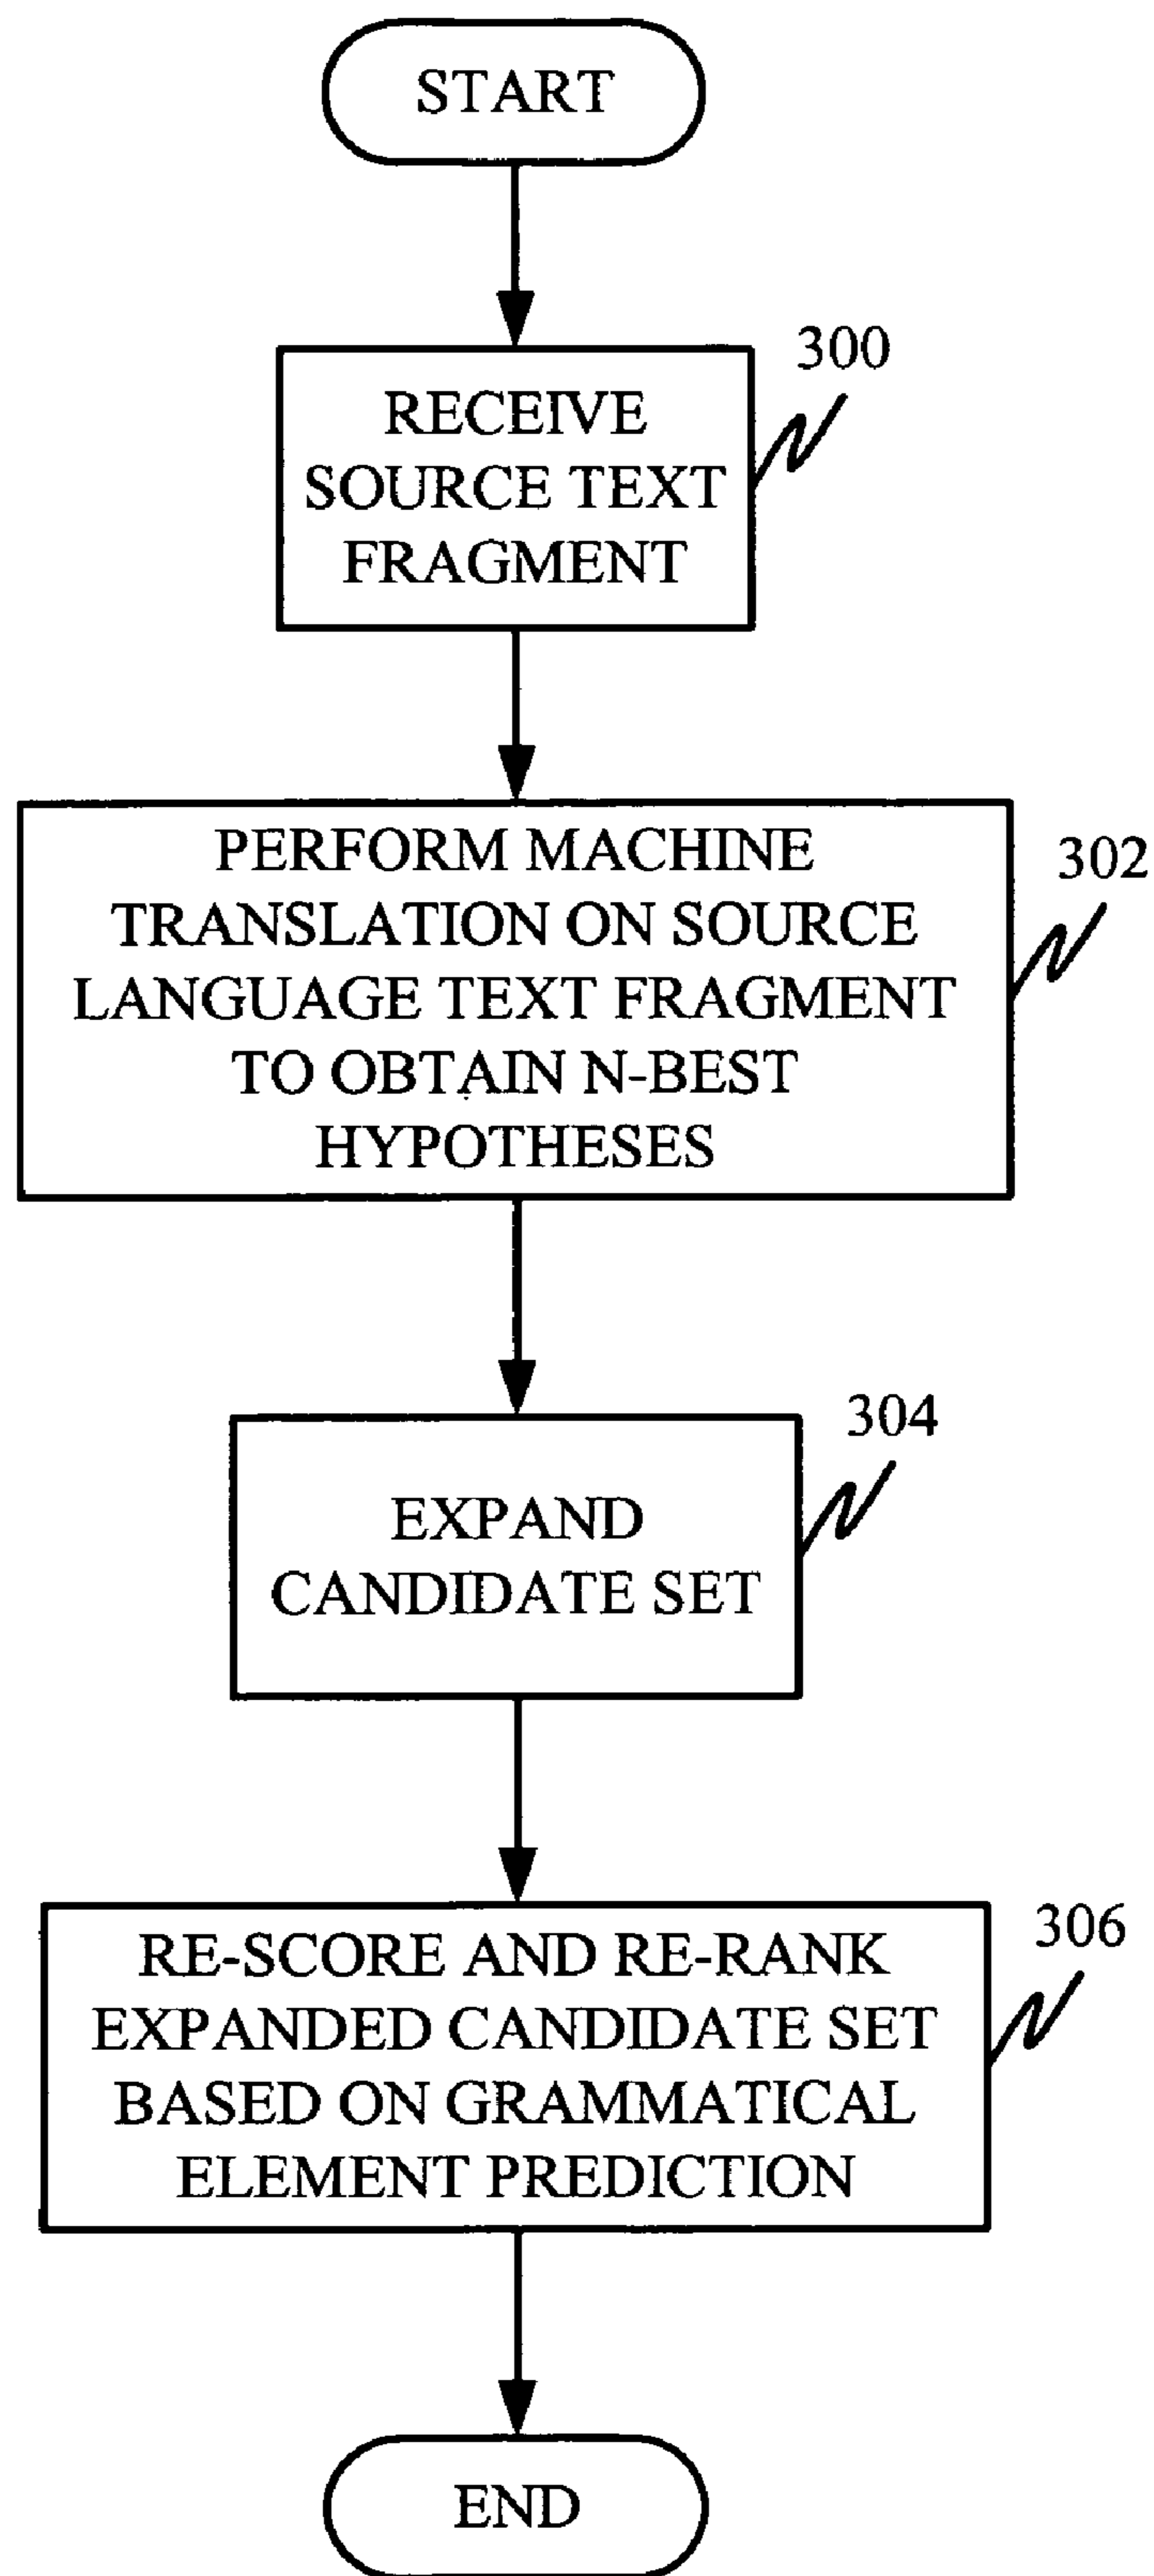 START
300
RECEIVE
SOURCE TEXT
FRAGMENT
302
PERFORM MACHINE
TRANSLATION ON SOURCE
LANGUAGE TEXT FRAGMENT
TO OBTAIN N-BEST
HYPOTHESES
304
EXPAND
CANDIDATE SET
306
RE-SCORE AND RE-RANK
EXPANDED CANDIDATE SET
BASED ON GRAMMATICAL
ELEMENT PREDICTION
END